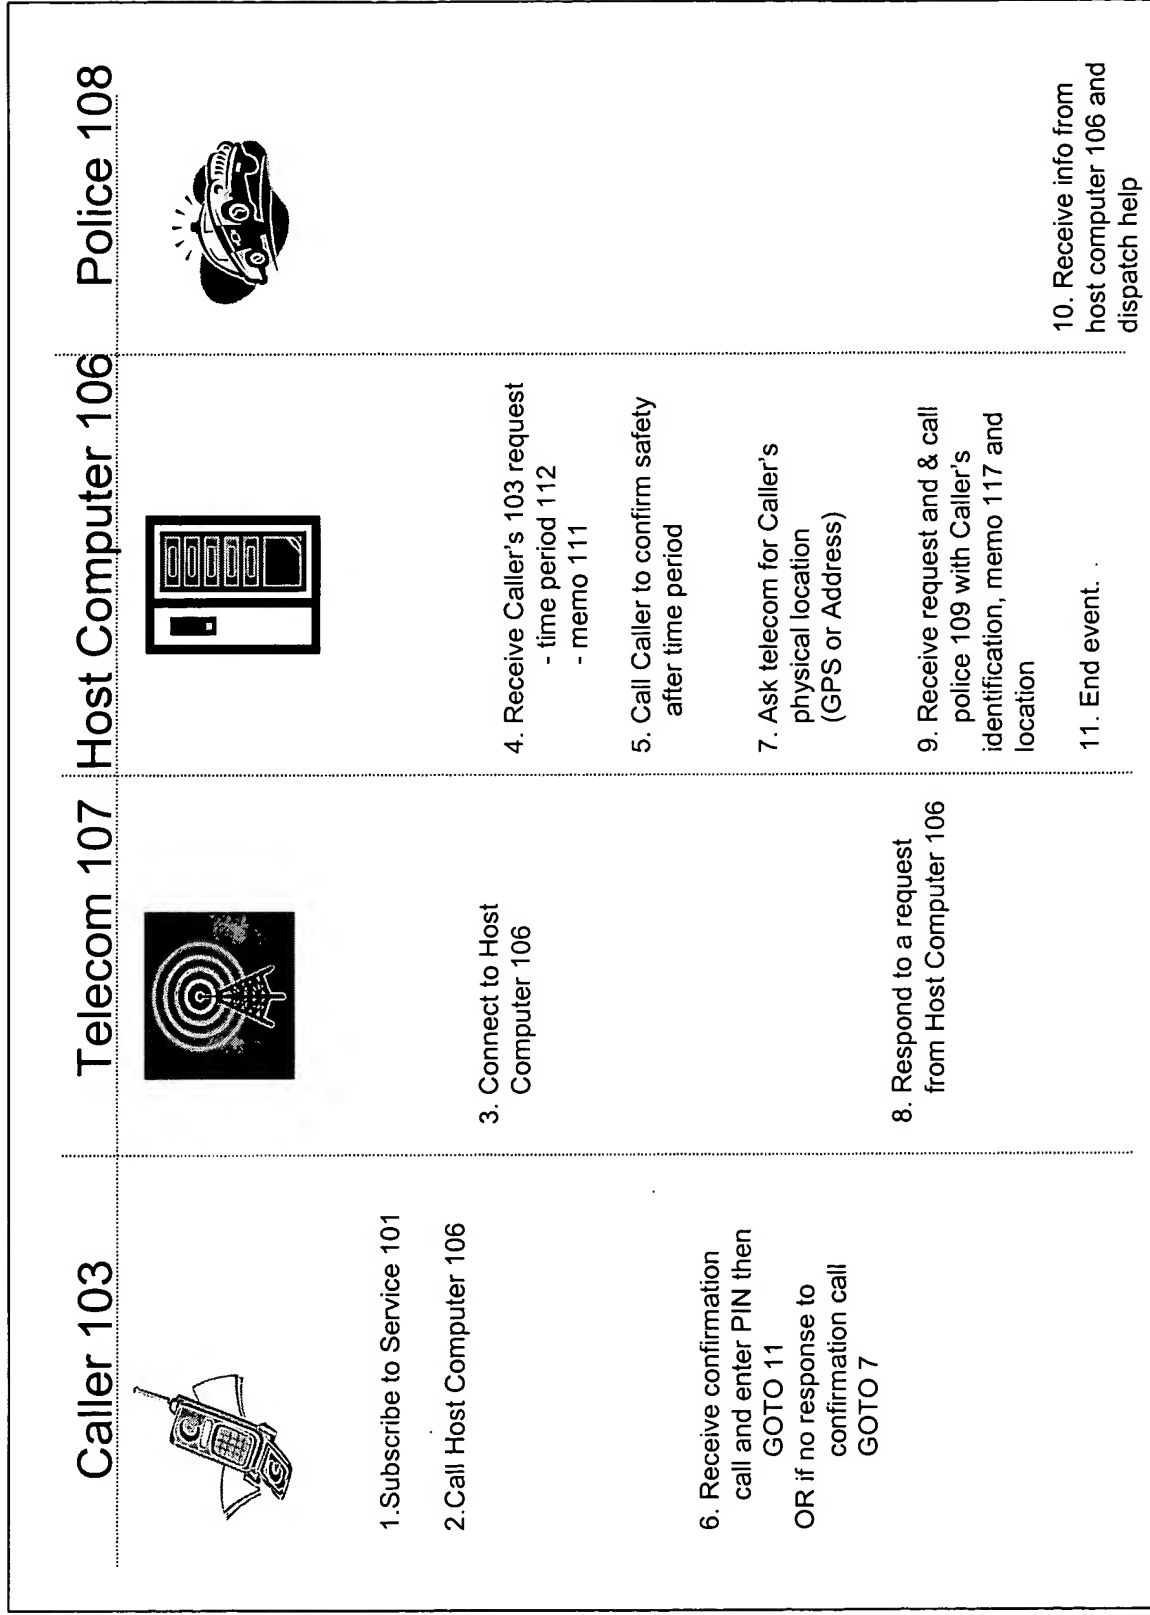 Caller 103
Telecom 107
Host Computer 106
Police 108
1.Subscribe to Service 101
2.Call Host Computer 106
3. Connect to Host
Computer 106
4. Receive Caller's 103 request
- time period 112
- memo 111
5. Call Caller to confirm safety
after time period
6. Receive confirmation
call and enter PIN then
GOTO 11
OR if no response to
confirmation call
GOTO 7
7. Ask telecom for Caller's
physical location
(GPS or Address)
8. Respond to a request
from Host Computer 106
9. Receive request and & call
police 109 with Caller's
identification, memo 117 and
location
10. Receive info from
host computer 106 and
dispatch help
11. End event.